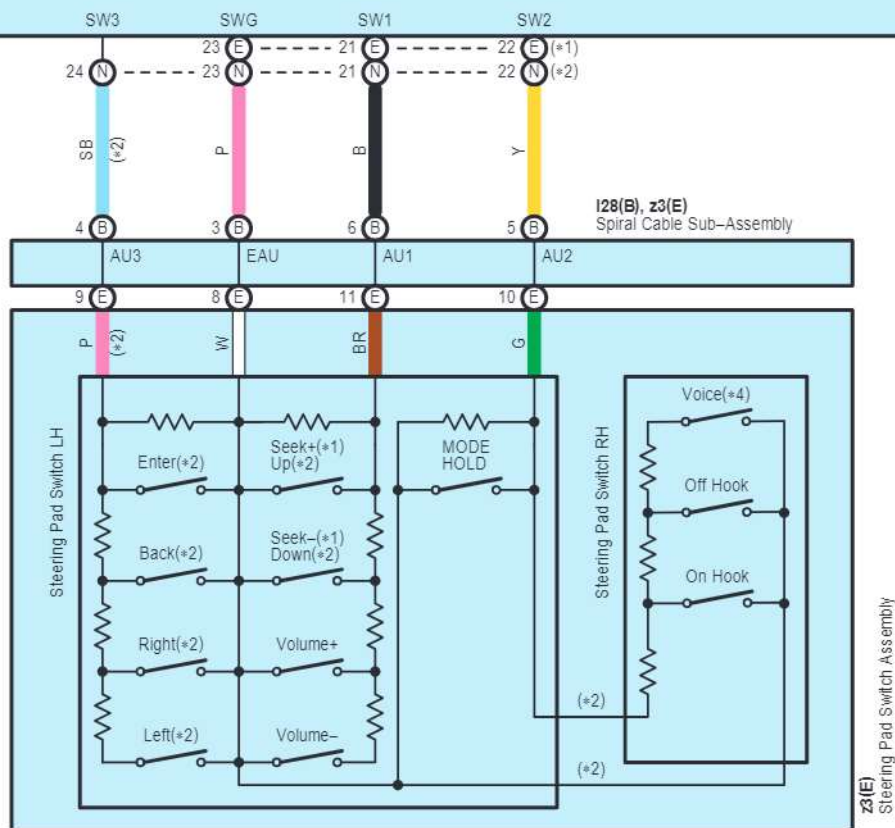 SW3 SWG SW1 SW2
23 E 21 E 22 E (*1)
24 N 23 N 21 N 22 N (*2)
SB (*2) P B Y
I28(B), z3(E)
Spiral Cable Sub–Assembly
4 B 3 B 6 B 5 B
AU3 EAU AU1 AU2
9 E 8 E 11 E 10 E
P (*2) W BR G
Steering Pad Switch LH
Enter(*2)
Back(*2)
Right(*2)
Left(*2)
Seek+(*1)
Up(*2)
Seek–(*1)
Down(*2)
Volume+
Volume–
MODE
HOLD
(*2)
(*2)
Steering Pad Switch RH
Voice(*4)
Off Hook
On Hook
z3(E)
Steering Pad Switch Assembly